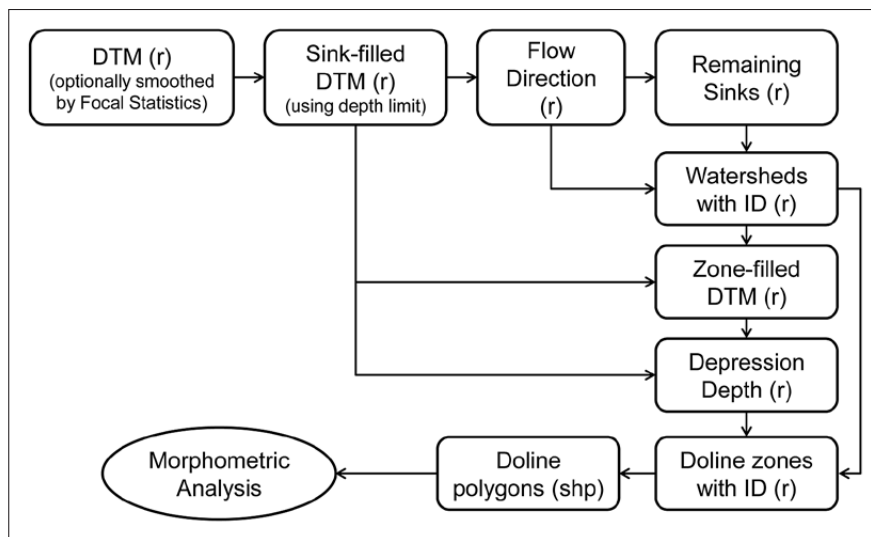 DTM (r)
(optionally smoothed
by Focal Statistics)
Sink-filled
DTM (r)
(using depth limit)
Flow
Direction
(r)
Remaining
Sinks (r)
Watersheds
with ID (r)
Zone-filled
DTM (r)
Depression
Depth (r)
Doline zones
with ID (r)
Doline
polygons (shp)
Morphometric
Analysis